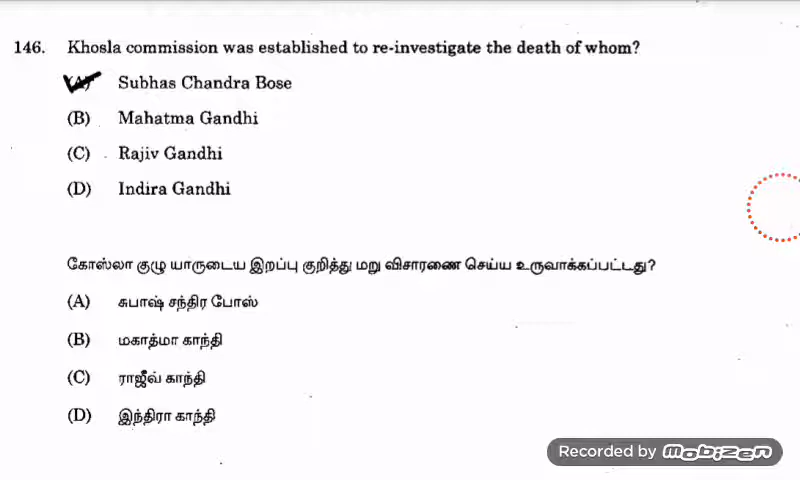 146. Khosla commission was established to re-investigate the death of whom?
(A) Subhas Chandra Bose
(B) Mahatma Gandhi
(C) Rajiv Gandhi
(D) Indira Gandhi
கோஸ்லா குழு யாருடைய இறப்பு குறித்து மறு விசாரணை செய்ய உருவாக்கப்பட்டது?
(A) சுபாஷ் சந்திர போஸ்
(B) மகாத்மா காந்தி
(C) ராஜீவ் காந்தி
(D) இந்திரா காந்தி
Recorded by mobizen